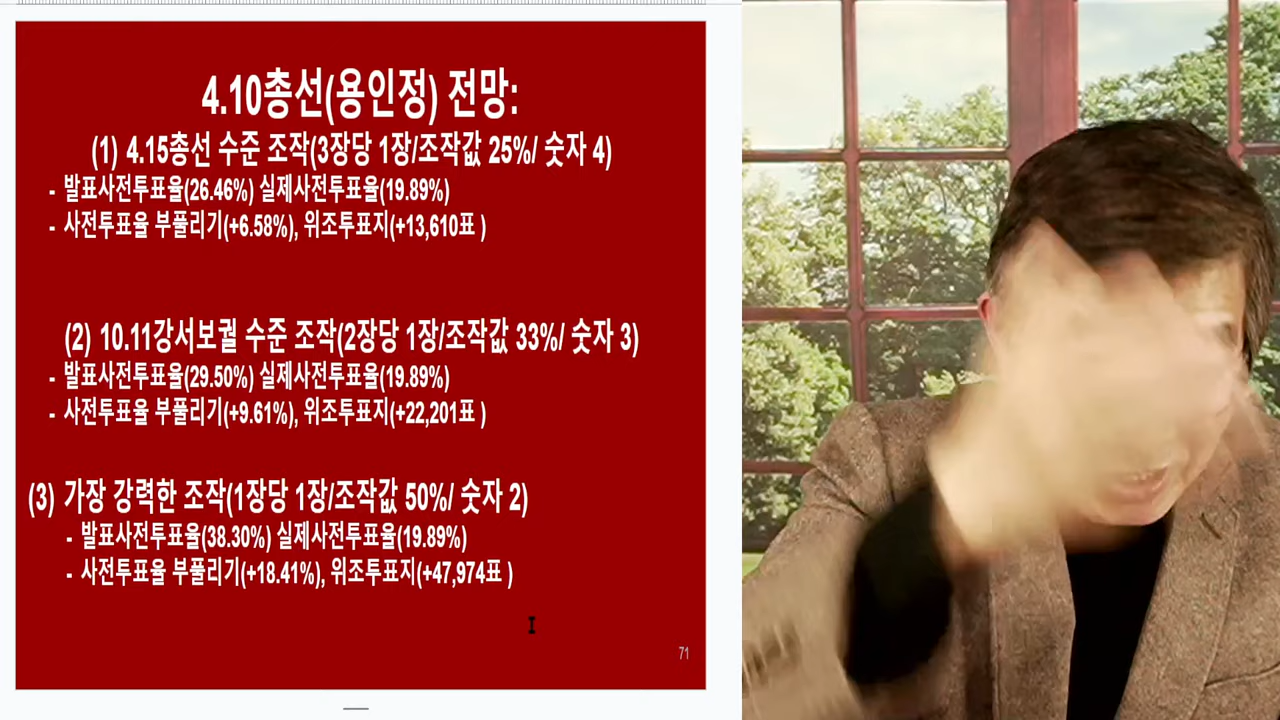 4.10총선(용인정) 전망:
(1) 4.15총선 수준 조작(3장당 1장/조작값 25%/ 숫자 4)
- 발표사전투표율(26.46%) 실제사전투표율(19.89%)
- 사전투표율 부풀리기(+6.58%), 위조투표지(+13,610표 )
(2) 10.11강서보궐 수준 조작(2장당 1장/조작값 33%/ 숫자 3)
- 발표사전투표율(29.50%) 실제사전투표율(19.89%)
- 사전투표율 부풀리기(+9.61%), 위조투표지(+22,201표 )
(3) 가장 강력한 조작(1장당 1장/조작값 50%/ 숫자 2)
- 발표사전투표율(38.30%) 실제사전투표율(19.89%)
- 사전투표율 부풀리기(+18.41%), 위조투표지(+47,974표 )
71